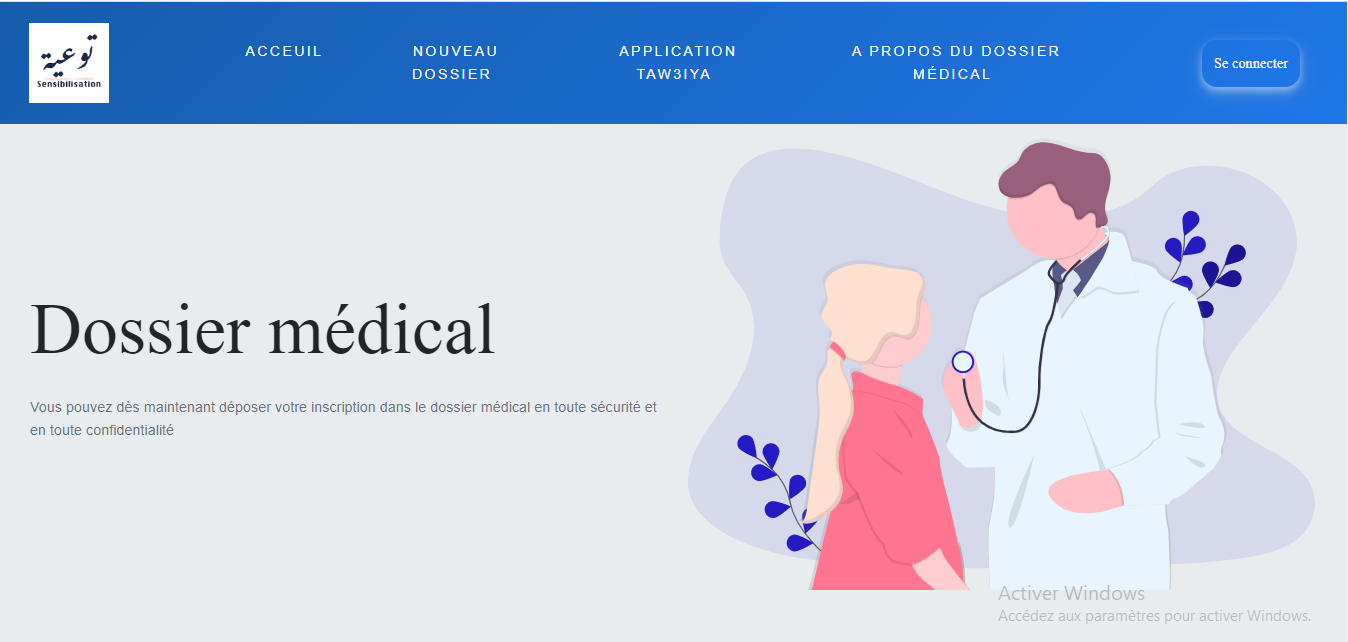 توعية
Sensibilisation
ACCEUIL
NOUVEAU
DOSSIER
APPLICATION
TAW3IYA
A PROPOS DU DOSSIER
MÉDICAL
Se connecter
Dossier médical
Vous pouvez dès maintenant déposer votre inscription dans le dossier médical en toute sécurité et
en toute confidentialité
Activer Windows
Accédez aux paramètres pour activer Windows.